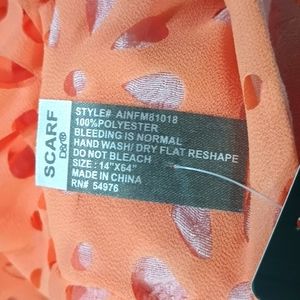 SCARF
STYLE# AINFM81018
100%POLYESTER
BLEEDING IS NORMAL
HAND WASH/ DRY FLAT RESHAPE
DO NOT BLEACH
SIZE : 14"X64"
MADE IN CHINA
RN# 54976